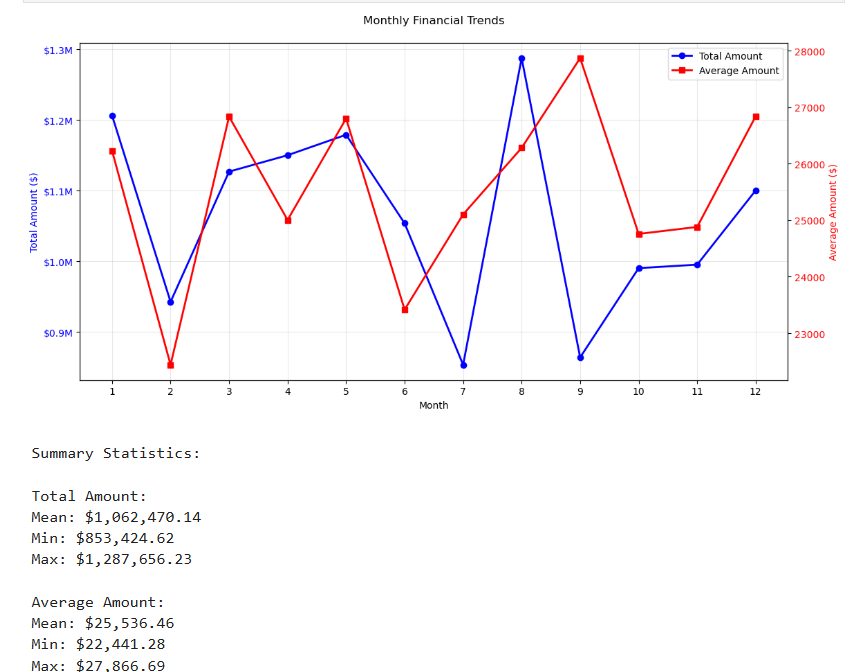 Monthly Financial Trends
Total Amount
Average Amount
$1.3M
$1.2M
$1.1M
$1.0M
$0.9M
Total Amount ($)
28000
27000
26000
25000
24000
23000
Average Amount ($)
1 2 3 4 5 6 7 8 9 10 11 12
Month
Summary Statistics:
Total Amount:
Mean: $1,062,470.14
Min: $853,424.62
Max: $1,287,656.23
Average Amount:
Mean: $25,536.46
Min: $22,441.28
Max: $27,866.69